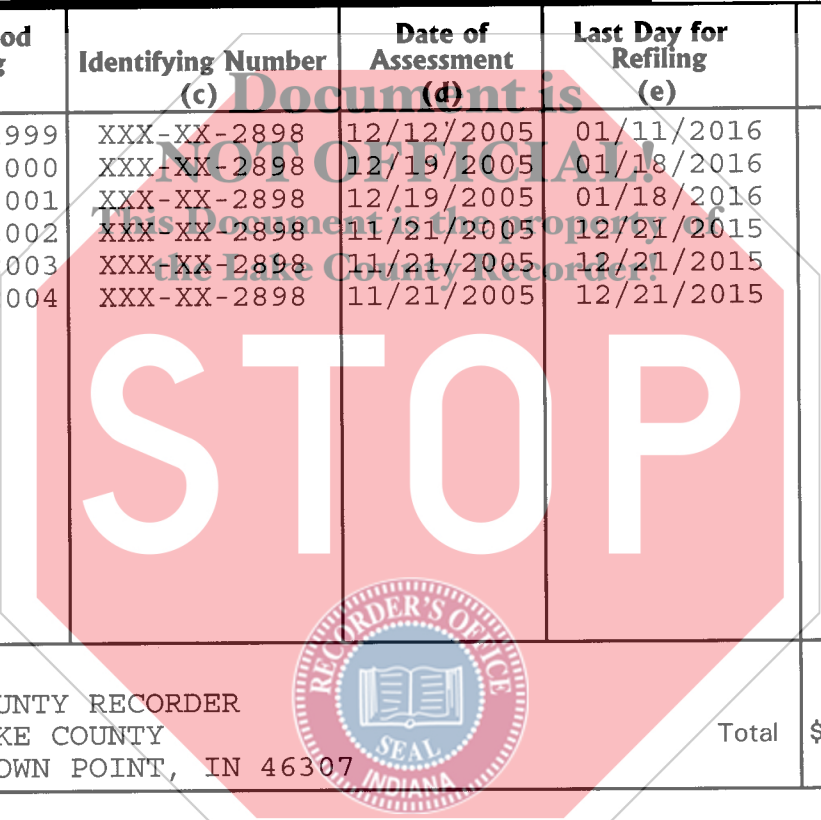 od
g
Identifying Number
(c)
Date of
Assessment
(d)
Last Day for
Refiling
(e)
Document is
NOT OFFICIAL!
This Document is the property of
the Lake County Recorder!
999 XXX-XX-2898 12/12/2005 01/11/2016
000 XXX-XX-2898 12/19/2005 01/18/2016
001 XXX-XX-2898 12/19/2005 01/18/2016
002 XXX-XX-2898 11/21/2005 12/21/2015
003 XXX-XX-2898 11/21/2005 12/21/2015
004 XXX-XX-2898 11/21/2005 12/21/2015
STOP
RECORDER'S OFFICE
SEAL
INDIANA
UNTY RECORDER
KE COUNTY
OWN POINT, IN 46307
Total $